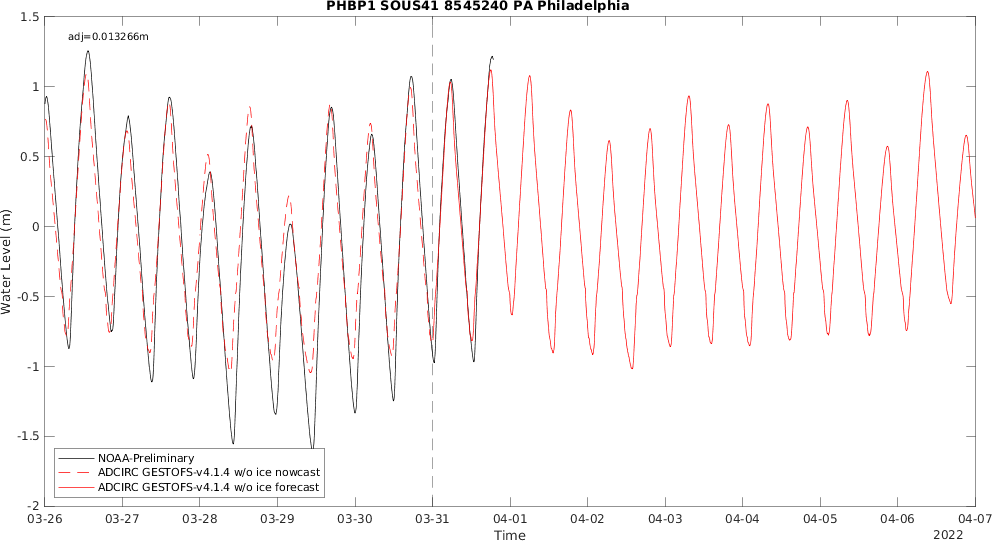 PHBP1 SOUS41 8545240 PA Philadelphia
adj=0.013266m
1.5
1
0.5
0
-0.5
-1
-1.5
-2
Water Level (m)
NOAA-Preliminary
ADCIRC GESTOFS-v4.1.4 w/o ice nowcast
ADCIRC GESTOFS-v4.1.4 w/o ice forecast
03-26 03-27 03-28 03-29 03-30 03-31 04-01 04-02 04-03 04-04 04-05 04-06 04-07
Time
2022